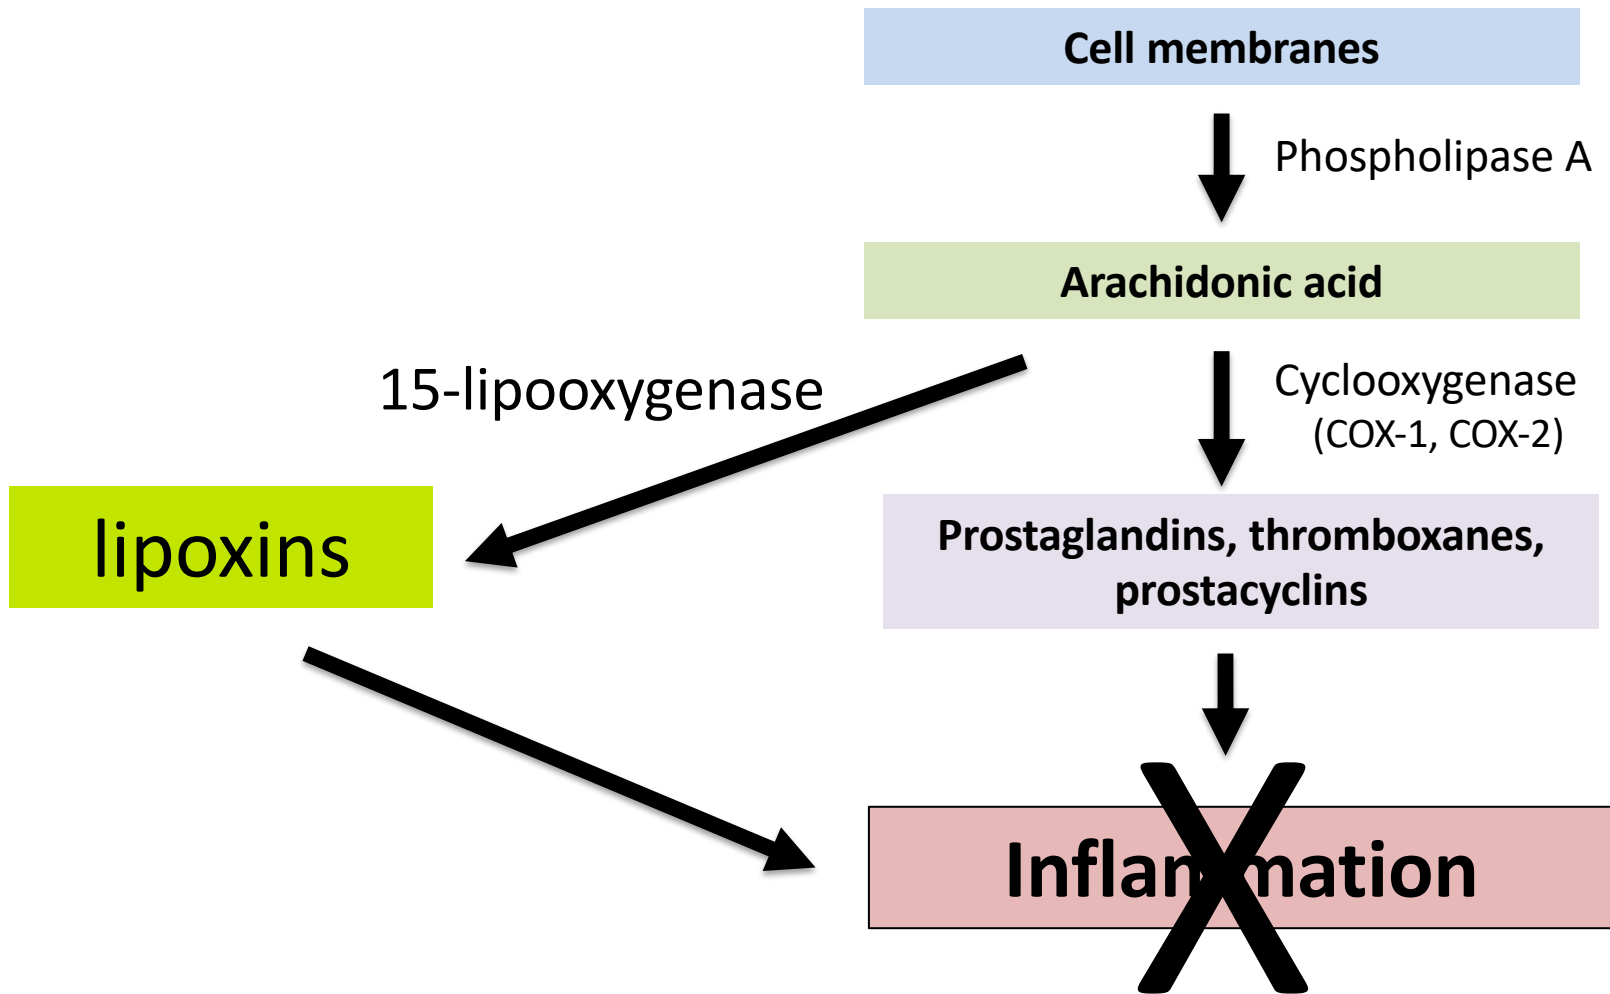 Cell membranes
Phospholipase A
Arachidonic acid
15-lipooxygenase
Cyclooxygenase
(COX-1, COX-2)
lipoxins
Prostaglandins, thromboxanes,
prostacyclins
Inflammation
X